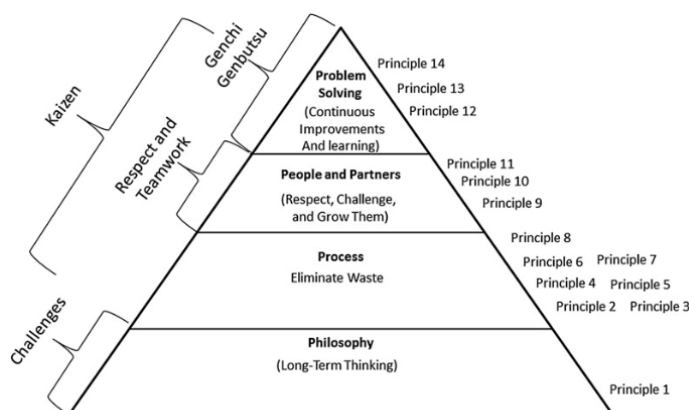 Genchi
Genbutsu
Kaizen
Respect and
Teamwork
Challenges
Problem
Solving
(Continuous
Improvements
And learning)
People and Partners
(Respect, Challenge,
and Grow Them)
Process
Eliminate Waste
Philosophy
(Long-Term Thinking)
Principle 14
Principle 13
Principle 12
Principle 11
Principle 10
Principle 9
Principle 8
Principle 6 Principle 7
Principle 4 Principle 5
Principle 2 Principle 3
Principle 1